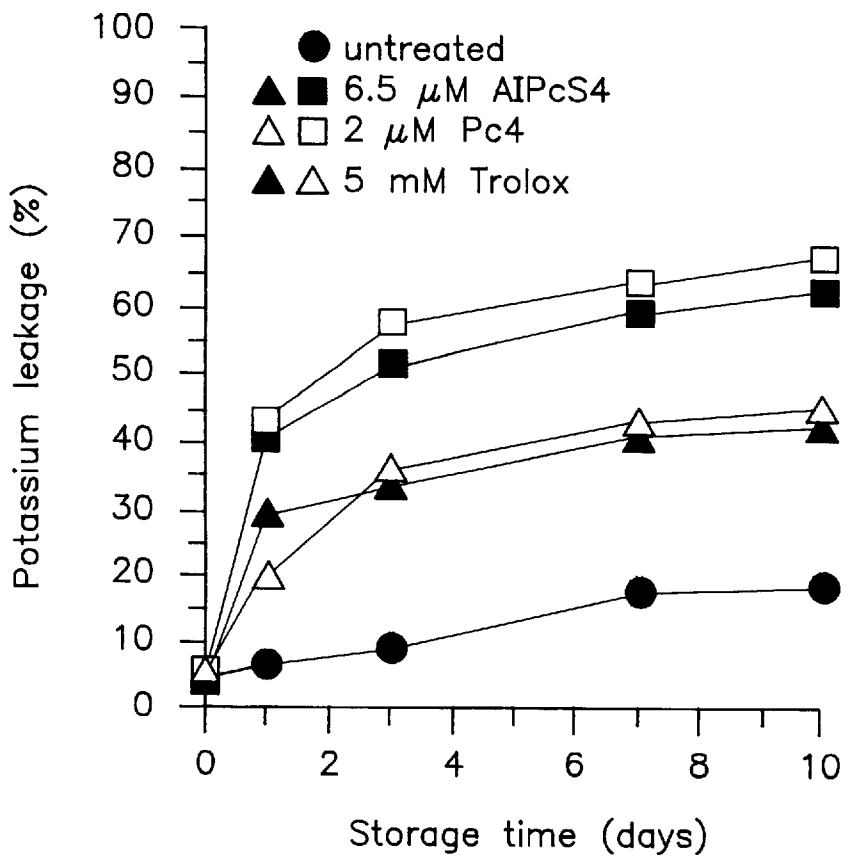 100
90
80
70
60
50
40
30
20
10
0
Potassium leakage (%)
untreated
6.5 μM AlPcS4
2 μM Pc4
5 mM Trolox
0 2 4 6 8 10
Storage time (days)